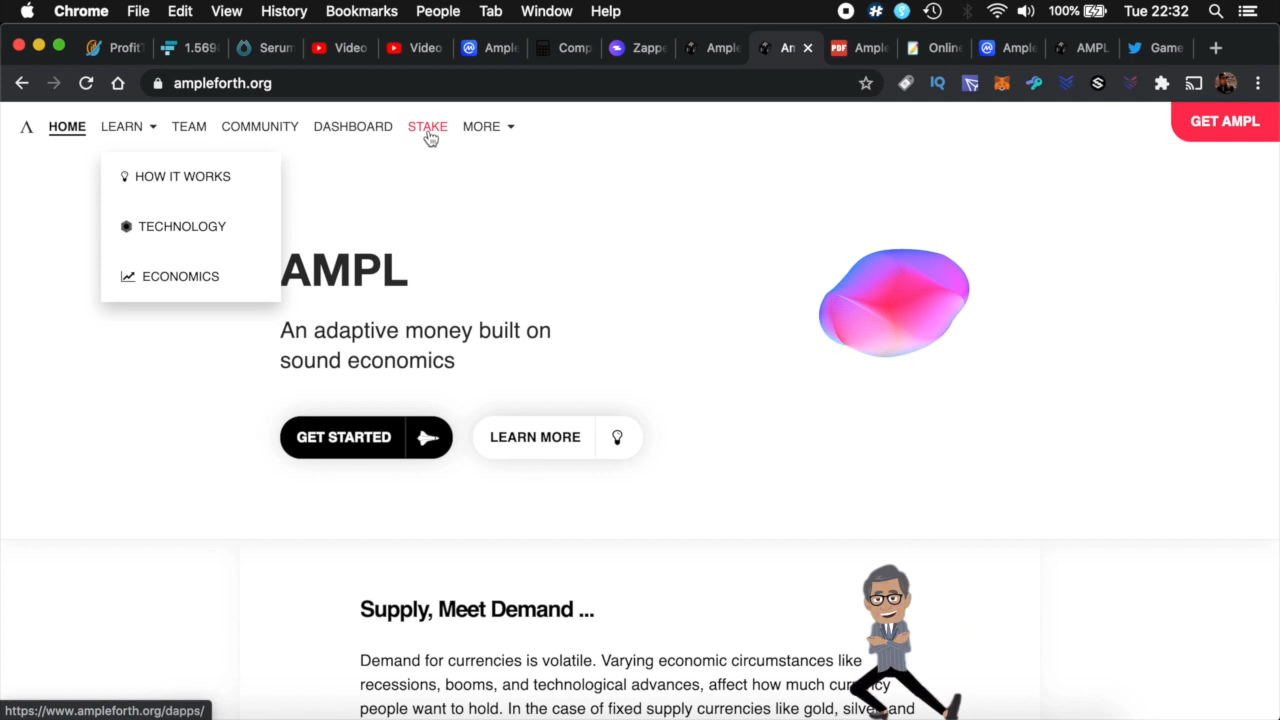 Chrome File Edit View History Bookmarks People Tab Window Help 100% Tue 22:32
Profit 1.569 Serum Video Video Ample Comp Zappe Ample An Ample Online Ample AMPL Game
ampleforth.org
HOME LEARN TEAM COMMUNITY DASHBOARD STAKE MORE GET AMPL
HOW IT WORKS
TECHNOLOGY
ECONOMICS
AMPL
An adaptive money built on
sound economics
GET STARTED LEARN MORE
Supply, Meet Demand ...
Demand for currencies is volatile. Varying economic circumstances like
recessions, booms, and technological advances, affect how much currency
people want to hold. In the case of fixed supply currencies like gold, silver and
https://www.ampleforth.org/dapps/